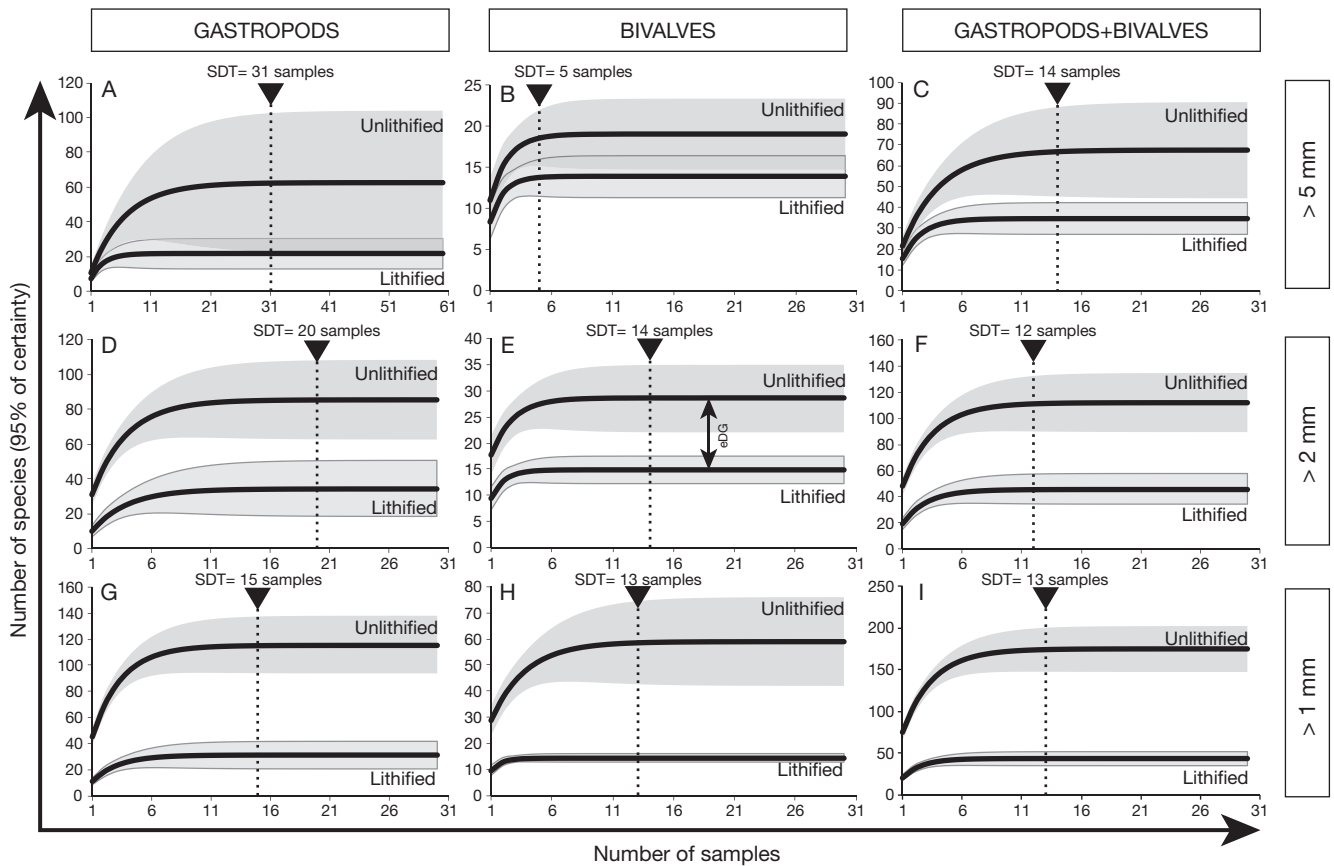 GASTROPODS
BIVALVES
GASTROPODS+BIVALVES
SDT= 31 samples
A
120
100
80
60
40
20
0
Unlithified
Lithified
1 11 21 31 41 51 61
SDT= 5 samples
B
25
20
15
10
5
0
Unlithified
Lithified
1 6 11 16 21 26 31
SDT= 14 samples
C
100
90
80
70
60
50
40
30
20
10
0
Unlithified
Lithified
1 6 11 16 21 26 31
> 5 mm
SDT= 20 samples
D
120
100
80
60
40
20
0
Unlithified
Lithified
1 6 11 16 21 26 31
SDT= 14 samples
E
40
35
30
25
20
15
10
5
0
Unlithified
eDG
Lithified
1 6 11 16 21 26 31
SDT= 12 samples
F
160
140
120
100
80
60
40
20
0
Unlithified
Lithified
1 6 11 16 21 26 31
> 2 mm
SDT= 15 samples
G
160
140
120
100
80
60
40
20
0
Unlithified
Lithified
1 6 11 16 21 26 31
SDT= 13 samples
H
80
70
60
50
40
30
20
10
0
Unlithified
Lithified
1 6 11 16 21 26 31
SDT= 13 samples
I
250
200
150
100
50
0
Unlithified
Lithified
1 6 11 16 21 26 31
> 1 mm
Number of species (95% of certainty)
Number of samples